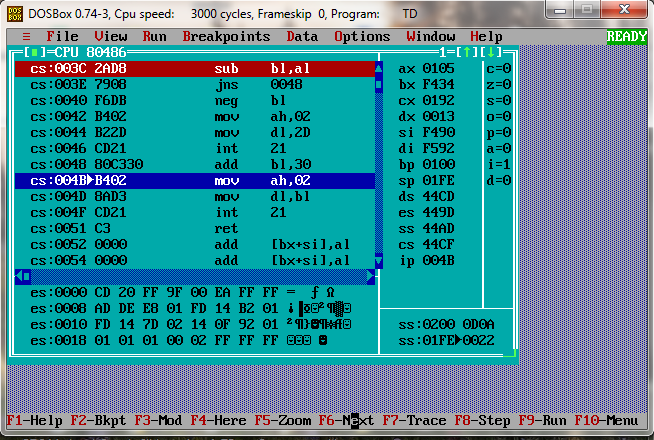 DOSBox 0.74-3, Cpu speed: 3000 cycles, Frameskip 0, Program: TD
≡ File View Run Breakpoints Data Options Window Help READY
[■]=CPU 80486 1=[↑][↓]
cs:003C 2AD8 sub bl,al
cs:003E 7908 jns 0048
cs:0040 F6DB neg bl
cs:0042 B402 mov ah,02
cs:0044 B22D mov dl,2D
cs:0046 CD21 int 21
cs:0048 80C330 add bl,30
cs:004B►B402 mov ah,02
cs:004D 8AD3 mov dl,bl
cs:004F CD21 int 21
cs:0051 C3 ret
cs:0052 0000 add [bx+si],al
cs:0054 0000 add [bx+si],al
ax 0105 c=0
bx F434 z=0
cx 0192 s=0
dx 0013 o=0
si F490 p=0
di F592 a=0
bp 0100 i=1
sp 01FE d=0
ds 44CD
es 449D
ss 44AD
cs 44CF
ip 004B
es:0000 CD 20 FF 9F 00 EA FF FF = ƒ Ω
es:0008 AD DE E8 01 FD 14 B2 01
es:0010 FD 14 7D 02 14 0F 92 01
es:0018 01 01 01 00 02 FF FF FF
ss:0200 0D0A
ss:01FE►0022
F1-Help F2-Bkpt F3-Mod F4-Here F5-Zoom F6-Next F7-Trace F8-Step F9-Run F10-Menu